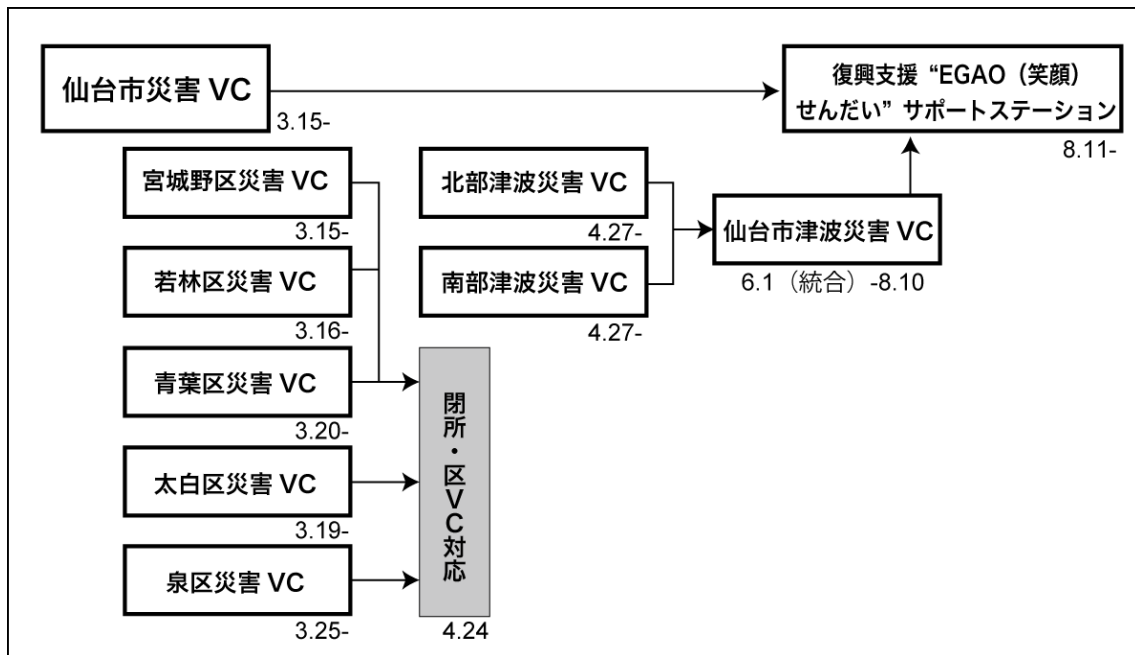 仙台市災害 VC
3.15-
復興支援 “EGAO（笑顔）
せんだい” サポートステーション
8.11-
宮城野区災害 VC
3.15-
北部津波災害 VC
4.27-
仙台市津波災害 VC
6.1（統合）-8.10
若林区災害 VC
3.16-
南部津波災害 VC
4.27-
青葉区災害 VC
3.20-
太白区災害 VC
3.19-
泉区災害 VC
3.25-
閉所・区VC対応
4.24